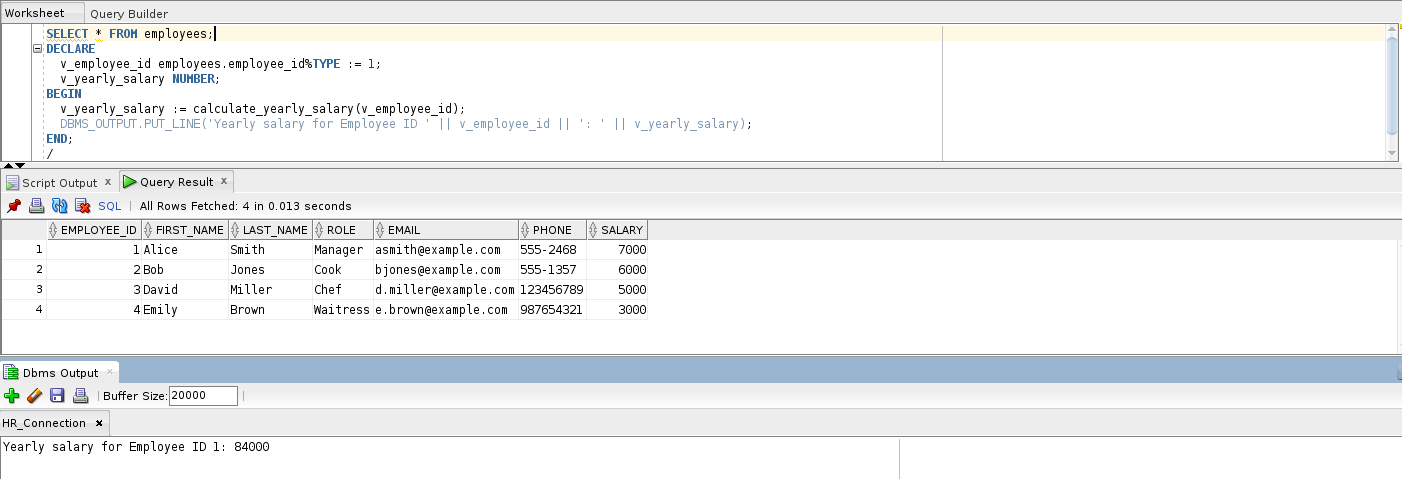 Worksheet Query Builder
SELECT * FROM employees;
DECLARE
v_employee_id employees.employee_id%TYPE := 1;
v_yearly_salary NUMBER;
BEGIN
v_yearly_salary := calculate_yearly_salary(v_employee_id);
DBMS_OUTPUT.PUT_LINE('Yearly salary for Employee ID ' || v_employee_id || ': ' || v_yearly_salary);
END;
/
Script Output x Query Result x
SQL | All Rows Fetched: 4 in 0.013 seconds
EMPLOYEE_ID FIRST_NAME LAST_NAME ROLE EMAIL PHONE SALARY
1 1 Alice Smith Manager asmith@example.com 555-2468 7000
2 2 Bob Jones Cook bjones@example.com 555-1357 6000
3 3 David Miller Chef d.miller@example.com 123456789 5000
4 4 Emily Brown Waitress e.brown@example.com 987654321 3000
Dbms Output x
Buffer Size: 20000
HR_Connection x
Yearly salary for Employee ID 1: 84000